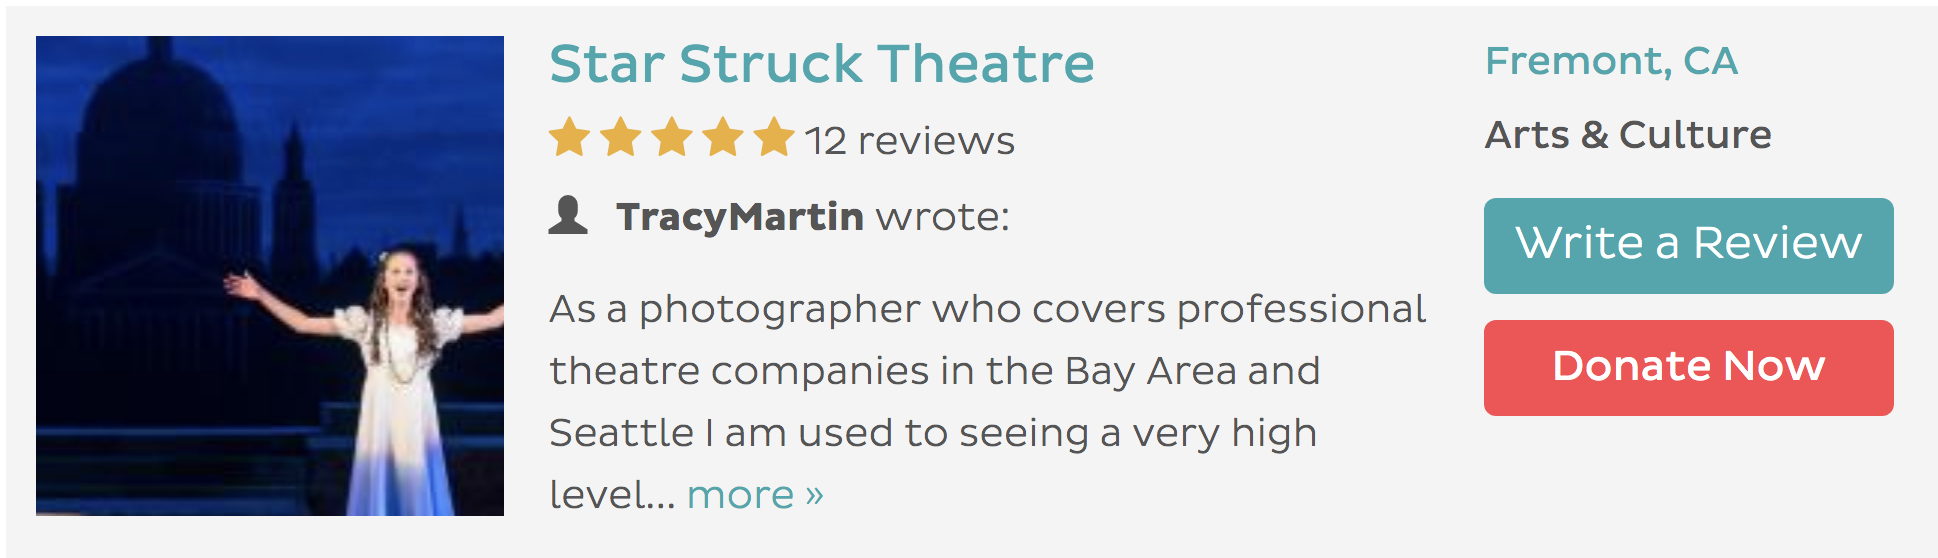 Star Struck Theatre
12 reviews
TracyMartin wrote:
As a photographer who covers professional
theatre companies in the Bay Area and
Seattle I am used to seeing a very high
level... more »
Fremont, CA
Arts & Culture
Write a Review
Donate Now